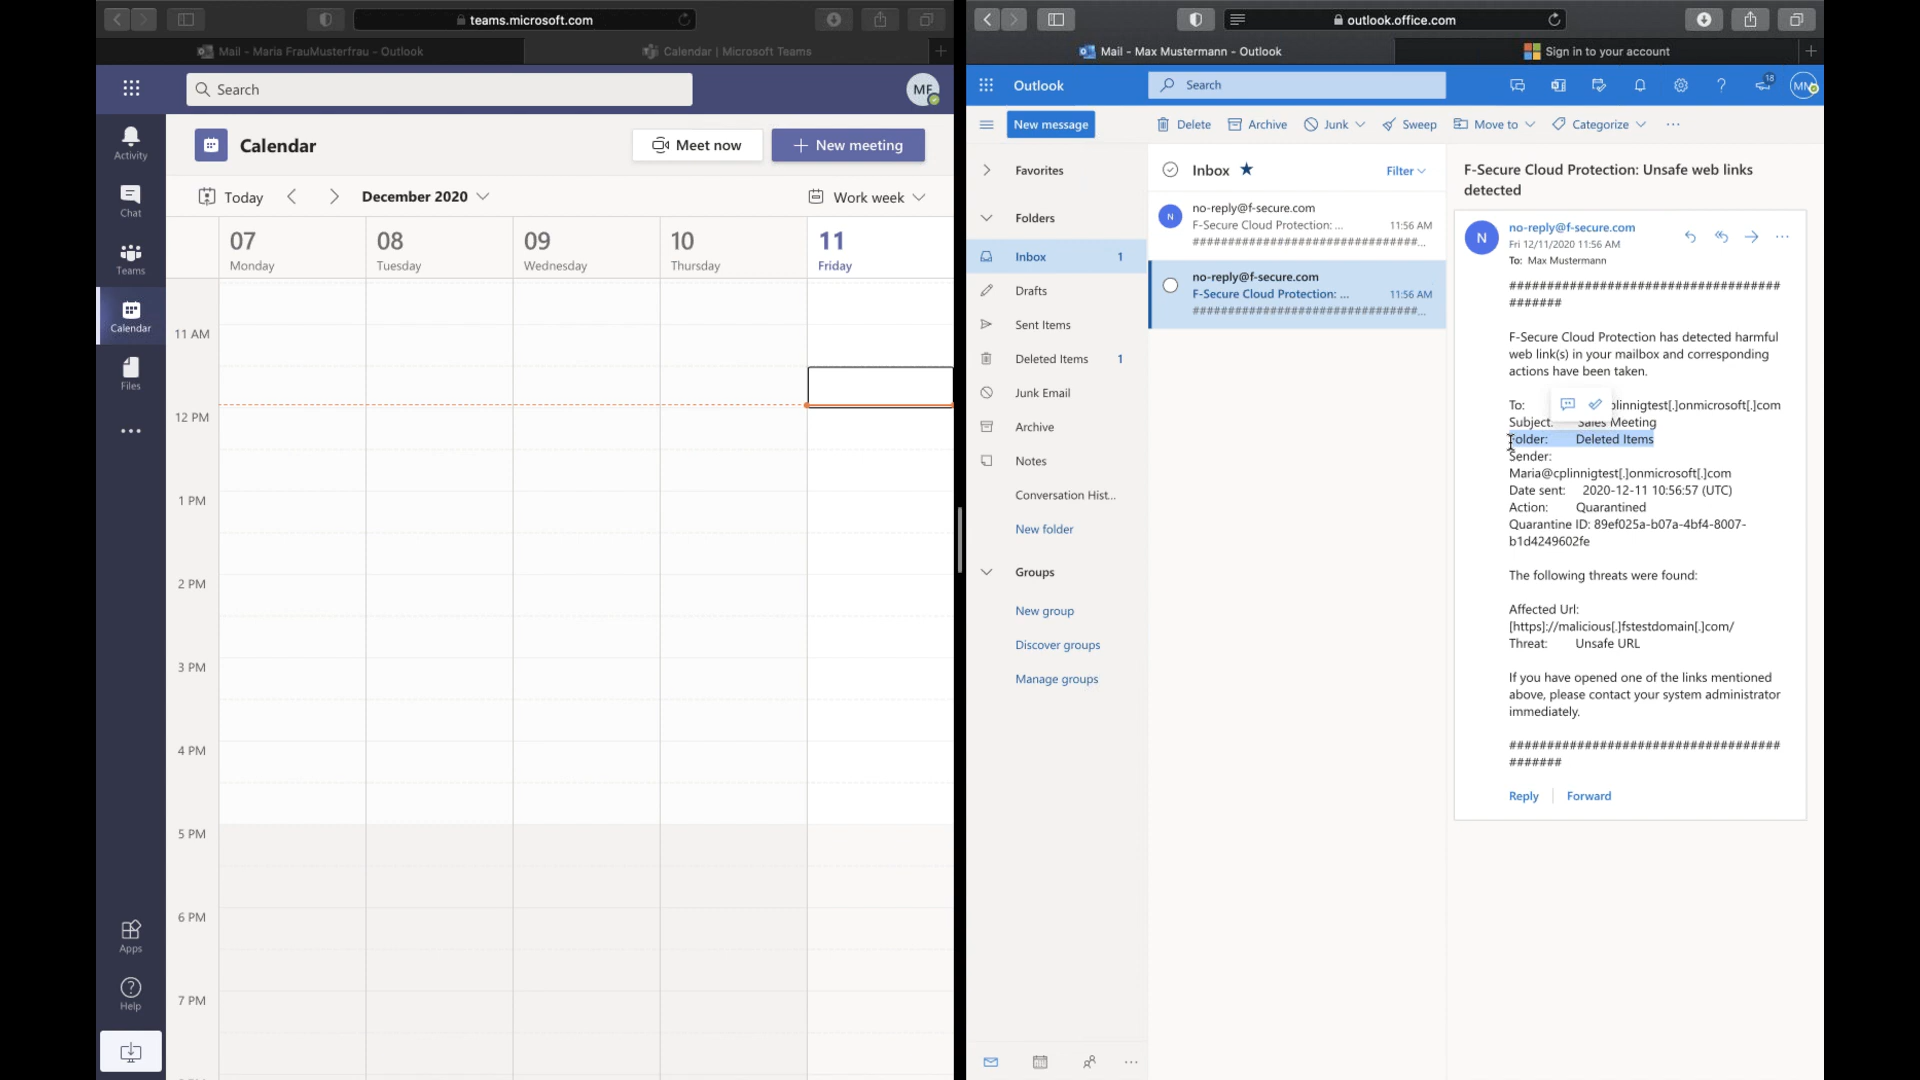 teams.microsoft.com
Mail - Maria FrauMusterfrau - Outlook
Calendar | Microsoft Teams
Search
MF
Activity
Chat
Teams
Calendar
Files
Apps
Help
Calendar
Meet now
New meeting
Today
December 2020
Work week
07
Monday
08
Tuesday
09
Wednesday
10
Thursday
11
Friday
11 AM
12 PM
1 PM
2 PM
3 PM
4 PM
5 PM
6 PM
7 PM
outlook.office.com
Mail - Max Mustermann - Outlook
Sign in to your account
Outlook
Search
18
New message
Delete
Archive
Junk
Sweep
Move to
Categorize
Favorites
Folders
Inbox 1
Drafts
Sent Items
Deleted Items 1
Junk Email
Archive
Notes
Conversation Hist...
New folder
Groups
New group
Discover groups
Manage groups
Inbox
Filter
N
no-reply@f-secure.com
F-Secure Cloud Protection: ... 11:56 AM
##############################...
no-reply@f-secure.com
F-Secure Cloud Protection: ... 11:56 AM
##############################...
F-Secure Cloud Protection: Unsafe web links
detected
N
no-reply@f-secure.com
Fri 12/11/2020 11:56 AM
To: Max Mustermann
####################################
#######
F-Secure Cloud Protection has detected harmful
web link(s) in your mailbox and corresponding
actions have been taken.
To: plinnigtest[.]onmicrosoft[.]com
Subject: Sales Meeting
Folder: Deleted Items
Sender:
Maria@cplinnigtest[.]onmicrosoft[.]com
Date sent: 2020-12-11 10:56:57 (UTC)
Action: Quarantined
Quarantine ID: 89ef025a-b07a-4bf4-8007-
b1d4249602fe
The following threats were found:
Affected Url:
[https]://malicious[.]fstestdomain[.]com/
Threat: Unsafe URL
If you have opened one of the links mentioned
above, please contact your system administrator
immediately.
####################################
#######
Reply
Forward